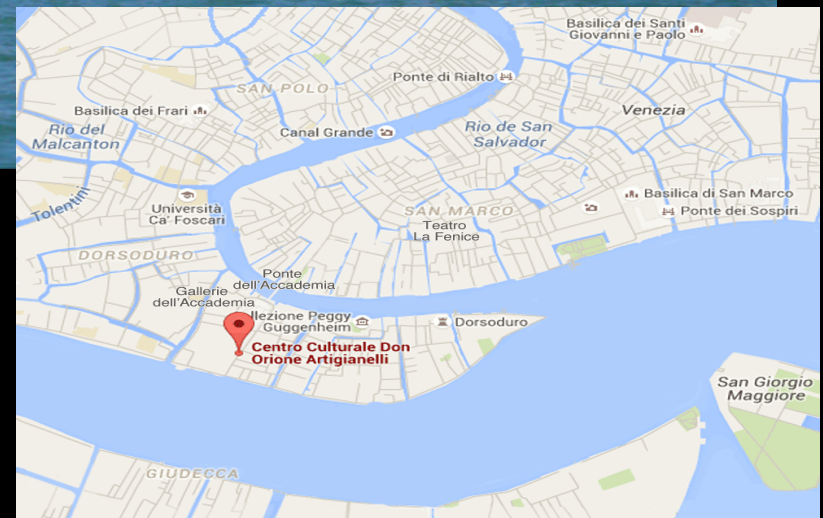 Basilica dei Santi
Giovanni e Paolo
Ponte di Rialto
SAN POLO
Basilica dei Frari
Venezia
Rio del
Malcanton
Canal Grande
Rio de San
Salvador
Tolentini
Università
Ca' Foscari
Basilica di San Marco
SAN MARCO
Ponte dei Sospiri
Teatro
La Fenice
DORSODURO
Ponte
dell'Accademia
Gallerie
dell'Accademia
llezione Peggy
Guggenheim
Dorsoduro
Centro Culturale Don
Orione Artigianelli
San Giorgio
Maggiore
GIUDECCA